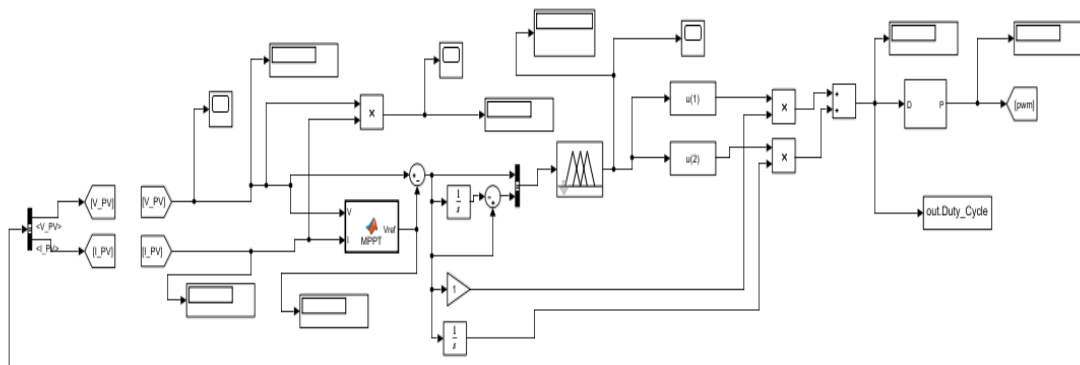 [V_PV]
[I_PV]
<V_PV>
<I_PV>
[V_PV]
[I_PV]
×
V
I
MPPT
Vref
+
-
1
s
1
1
s
u(1)
u(2)
×
×
+
+
D
P
[pwm]
out.Duty_Cycle